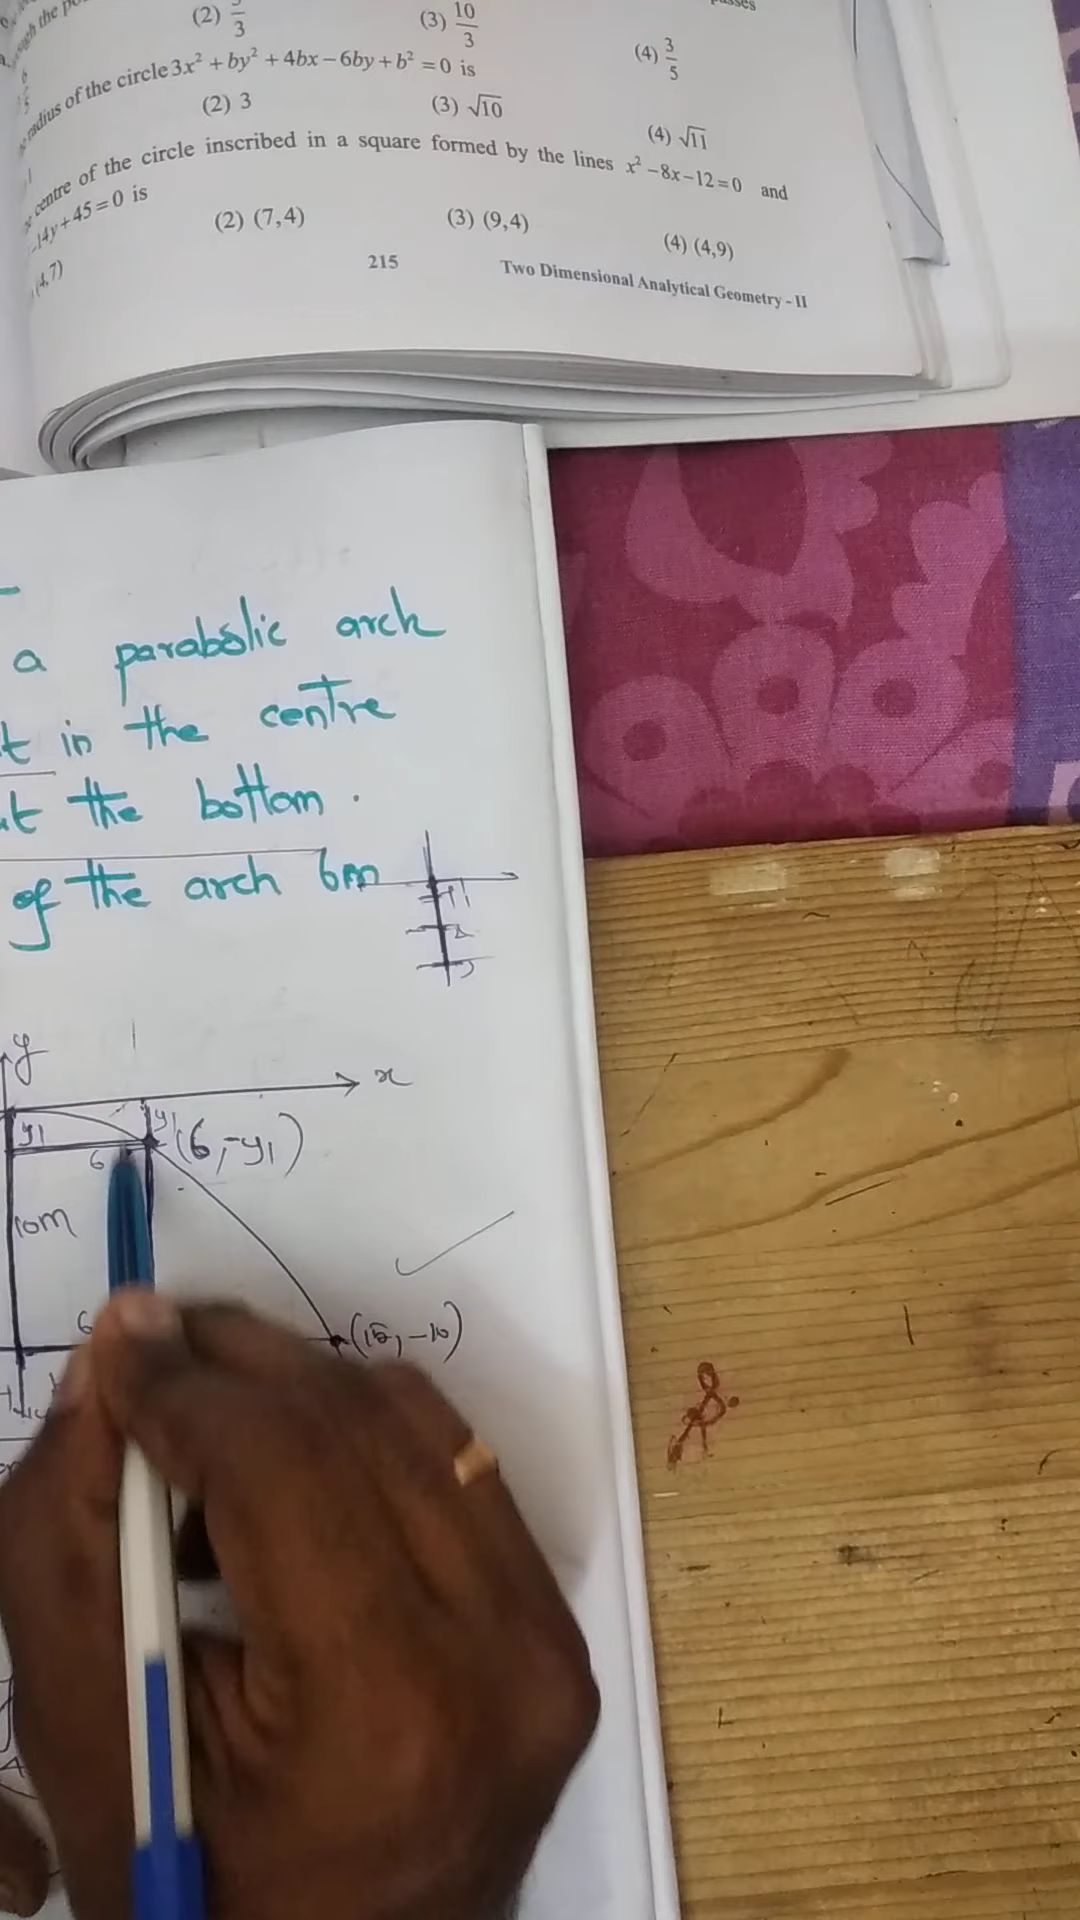 passes
(2) 3
(3) 10/3
(4) 3/5
radius of the circle 3x² + by² + 4bx − 6by + b² = 0 is
(2) 3
(3) √10
(4) √11
centre of the circle inscribed in a square formed by the lines x² − 8x − 12 = 0 and
-14y + 45 = 0 is
(4,7)
(2) (7,4)
(3) (9,4)
(4) (4,9)
215
Two Dimensional Analytical Geometry - II
a parabolic arch
in the centre
the bottom.
of the arch 6m
y
x
y₁
y₁
(6, -y₁)
6
10m
6
(15, -10)